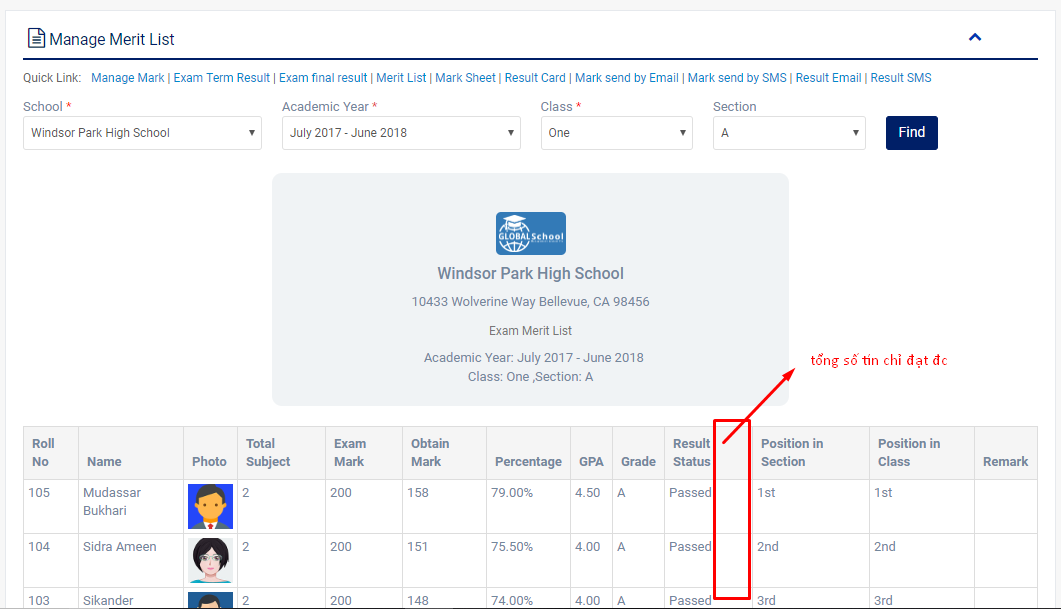 Manage Merit List
Quick Link: Manage Mark | Exam Term Result | Exam final result | Merit List | Mark Sheet | Result Card | Mark send by Email | Mark send by SMS | Result Email | Result SMS
School * Academic Year * Class * Section
Windsor Park High School July 2017 - June 2018 One A Find
GLOBAL School
Windsor Park High School
10433 Wolverine Way Bellevue, CA 98456
Exam Merit List
Academic Year: July 2017 - June 2018
Class: One ,Section: A
tổng số tín chỉ đạt đc
Roll No Name Photo Total Subject Exam Mark Obtain Mark Percentage GPA Grade Result Status Position in Section Position in Class Remark
105 Mudassar Bukhari 2 200 158 79.00% 4.50 A Passed 1st 1st
104 Sidra Ameen 2 200 151 75.50% 4.00 A Passed 2nd 2nd
103 Sikander 2 200 148 74.00% 4.00 A Passed 3rd 3rd